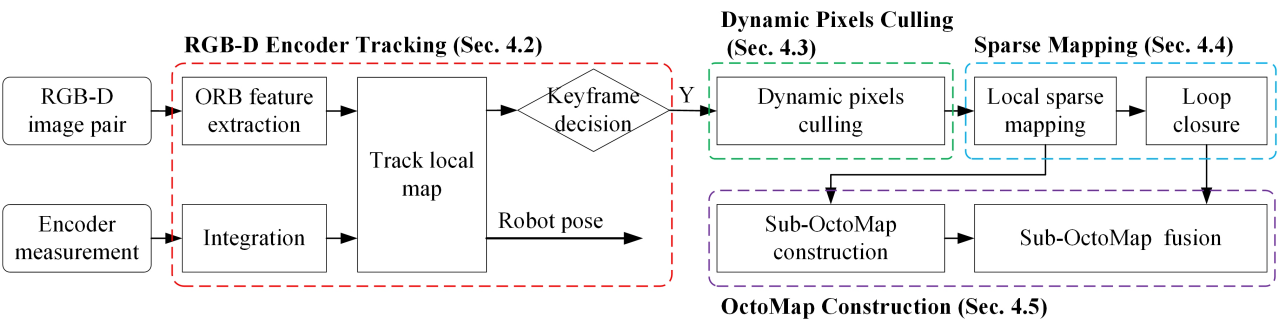 Dynamic Pixels Culling
(Sec. 4.3)
RGB-D Encoder Tracking (Sec. 4.2)
Sparse Mapping (Sec. 4.4)
RGB-D
image pair
ORB feature
extraction
Track local
map
Keyframe
decision
Y
Dynamic pixels
culling
Local sparse
mapping
Loop
closure
Encoder
measurement
Integration
Robot pose
Sub-OctoMap
construction
Sub-OctoMap fusion
OctoMap Construction (Sec. 4.5)